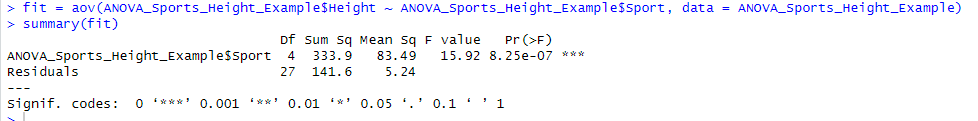 > fit = aov(ANOVA_Sports_Height_Example$Height ~ ANOVA_Sports_Height_Example$Sport, data = ANOVA_Sports_Height_Example)
> summary(fit)
                                  Df Sum Sq Mean Sq F value   Pr(>F)    
ANOVA_Sports_Height_Example$Sport  4  333.9   83.49   15.92 8.25e-07 ***
Residuals                         27  141.6    5.24                     
---
Signif. codes:  0 ‘***’ 0.001 ‘**’ 0.01 ‘*’ 0.05 ‘.’ 0.1 ‘ ’ 1
>